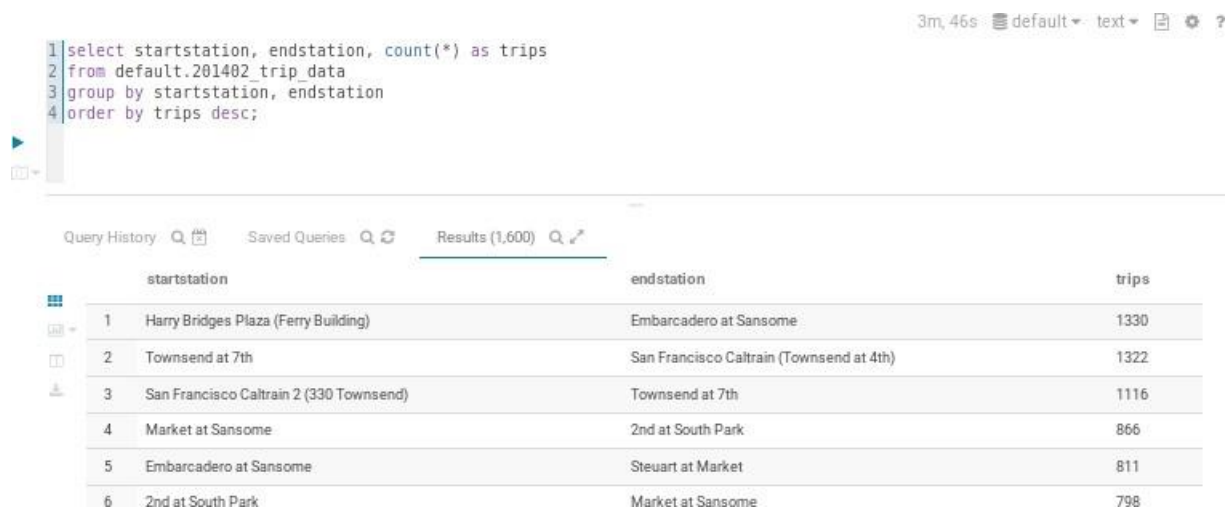 3m, 46s default text ?
1 select startstation, endstation, count(*) as trips
2 from default.201402_trip_data
3 group by startstation, endstation
4 order by trips desc;
Query History Saved Queries Results (1,600)
startstation endstation trips
1 Harry Bridges Plaza (Ferry Building) Embarcadero at Sansome 1330
2 Townsend at 7th San Francisco Caltrain (Townsend at 4th) 1322
3 San Francisco Caltrain 2 (330 Townsend) Townsend at 7th 1116
4 Market at Sansome 2nd at South Park 866
5 Embarcadero at Sansome Steuart at Market 811
6 2nd at South Park Market at Sansome 798